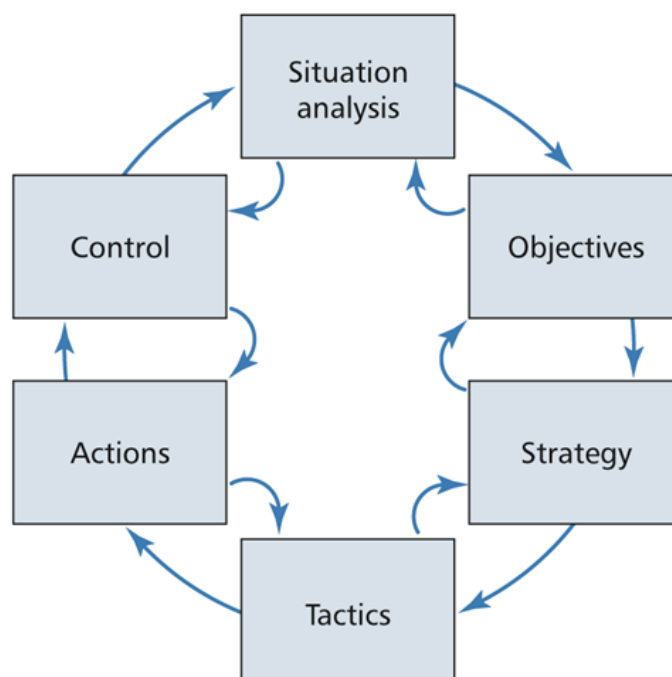 Situation
analysis
Objectives
Strategy
Tactics
Actions
Control